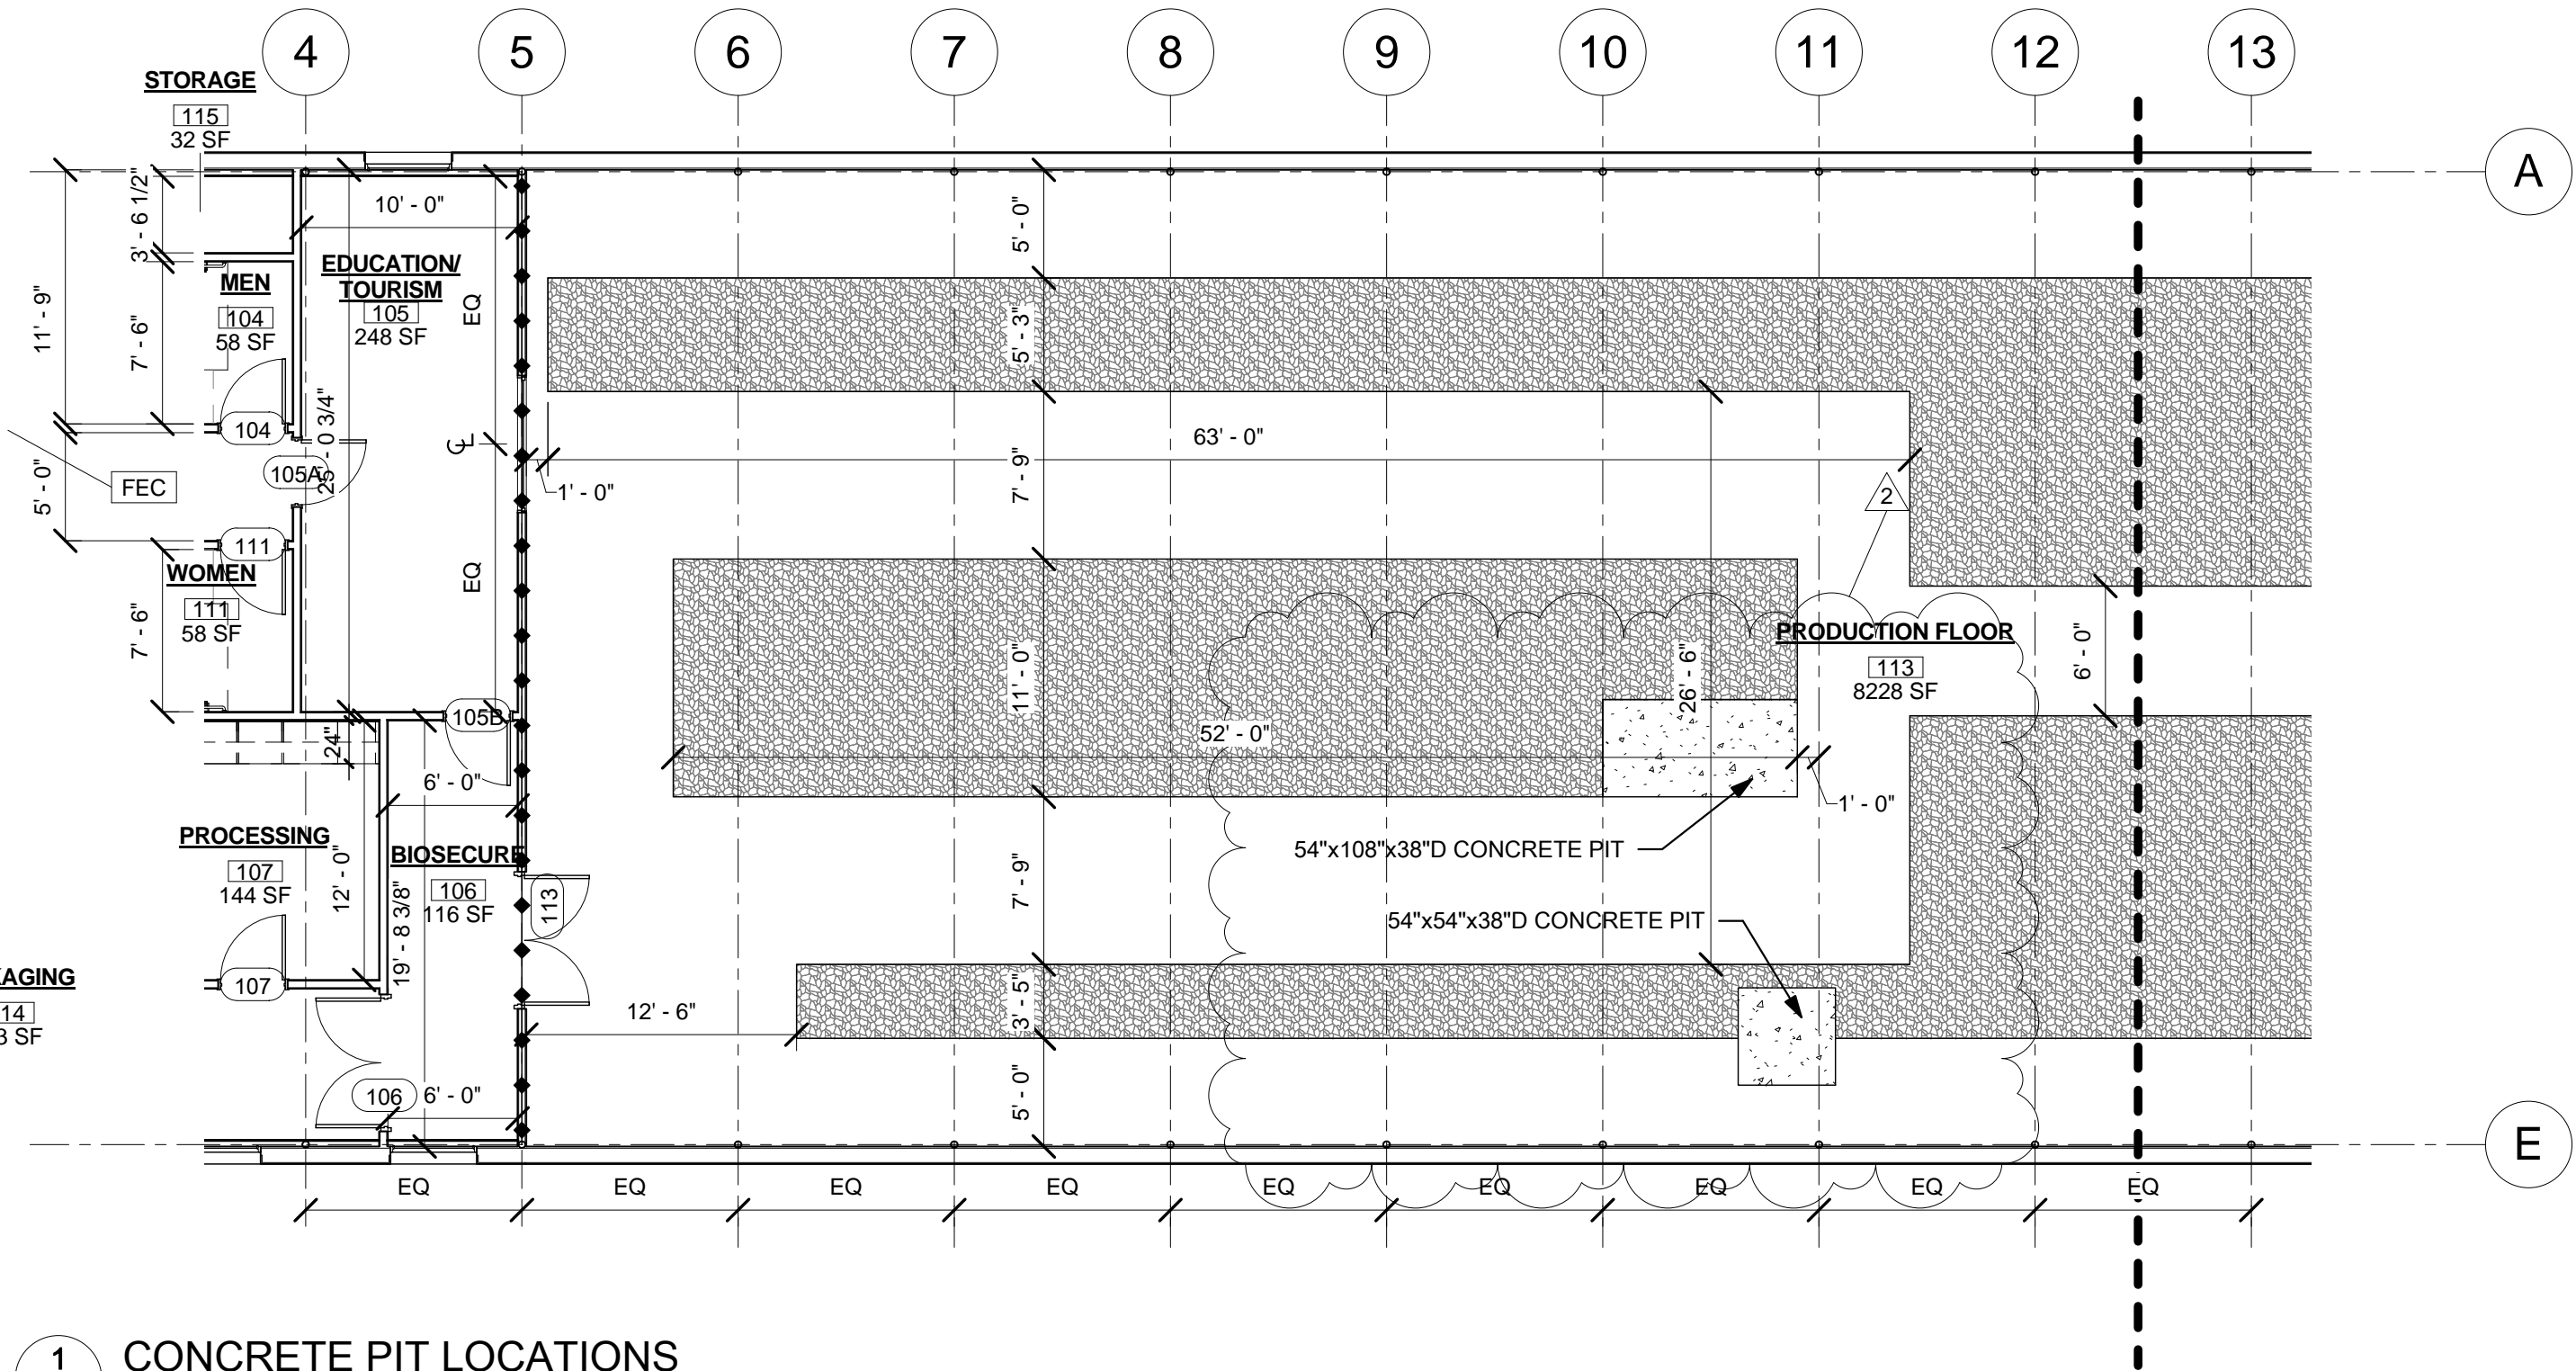 4 5 6 7 8 9 10 11 12 13
STORAGE
115
32 SF
A
3' - 6 1/2"
10' - 0"
5' - 0"
EDUCATION/
TOURISM
105
248 SF
EQ
MEN
104
58 SF
11' - 9"
7' - 6"
5' - 3"
25' - 0 3/4"
104
105A
CL
63' - 0"
1' - 0"
7' - 9"
2
FEC
5' - 0"
111
WOMEN
111
58 SF
EQ
7' - 6"
PRODUCTION FLOOR
113
8228 SF
6' - 0"
11' - 0"
26' - 6"
105B
24"
52' - 0"
6' - 0"
1' - 0"
PROCESSING
107
144 SF
12' - 0"
BIOSECURE
106
116 SF
19' - 8 3/8"
113
54"x108"x38"D CONCRETE PIT
7' - 9"
54"x54"x38"D CONCRETE PIT
AGING
14
SF
107
12' - 6"
3' - 5"
106
6' - 0"
5' - 0"
E
EQ EQ EQ EQ EQ EQ EQ EQ EQ
1
CONCRETE PIT LOCATIONS